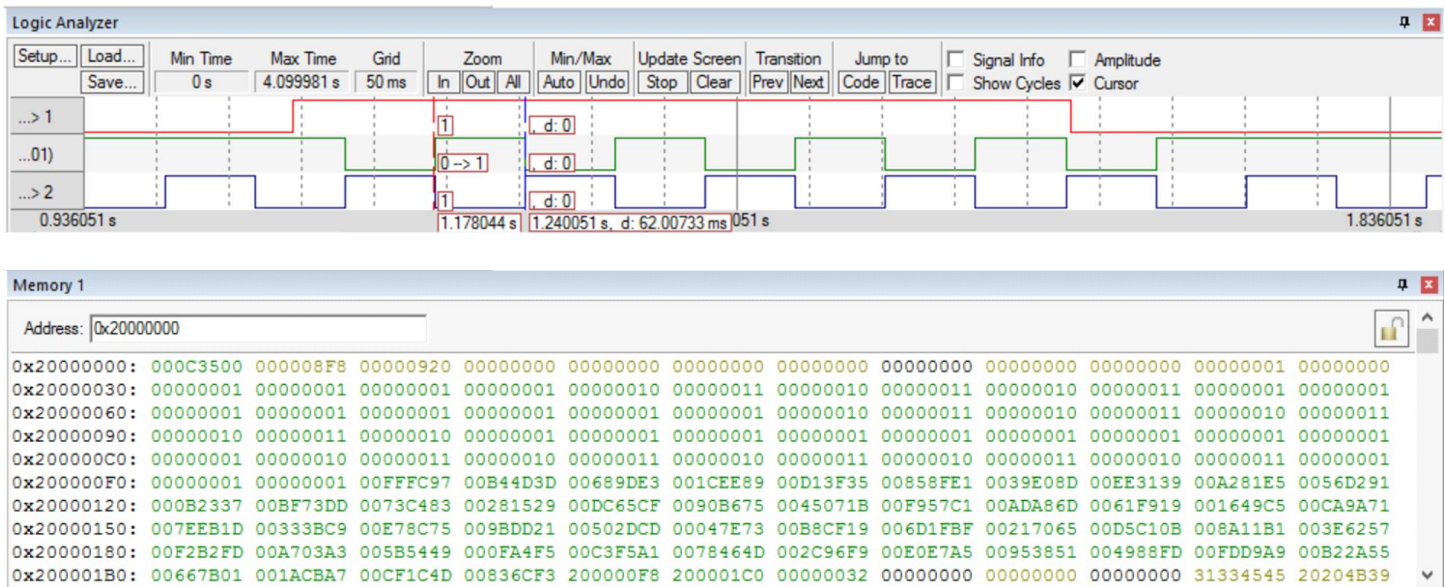 Logic Analyzer
Setup... Load... Min Time Max Time Grid Zoom Min/Max Update Screen Transition Jump to Signal Info Amplitude
Save... 0 s 4.099981 s 50 ms In Out All Auto Undo Stop Clear Prev Next Code Trace Show Cycles Cursor
...> 1 1 , d: 0
...01) 0 --> 1 , d: 0
...> 2 1 , d: 0
0.936051 s 1.178044 s 1.240051 s, d: 62.00733 ms 051 s 1.836051 s
Memory 1
Address: 0x20000000
0x20000000: 000C3500 000008F8 00000920 00000000 00000000 00000000 00000000 00000000 00000000 00000000 00000001 00000000
0x20000030: 00000001 00000001 00000001 00000001 00000010 00000011 00000010 00000011 00000010 00000011 00000001 00000001
0x20000060: 00000001 00000001 00000001 00000001 00000001 00000001 00000010 00000011 00000010 00000011 00000010 00000011
0x20000090: 00000010 00000011 00000010 00000001 00000001 00000001 00000001 00000001 00000001 00000001 00000001 00000001
0x200000C0: 00000001 00000010 00000011 00000010 00000011 00000010 00000011 00000010 00000011 00000010 00000011 00000001
0x200000F0: 00000001 00000001 00FFFC97 00B44D3D 00689DE3 001CEE89 00D13F35 00858FE1 0039E08D 00EE3139 00A281E5 0056D291
0x20000120: 000B2337 00BF73DD 0073C483 00281529 00DC65CF 0090B675 0045071B 00F957C1 00ADA86D 0061F919 001649C5 00CA9A71
0x20000150: 007EEB1D 00333BC9 00E78C75 009BDD21 00502DCD 00047E73 00B8CF19 006D1FBF 00217065 00D5C10B 008A11B1 003E6257
0x20000180: 00F2B2FD 00A703A3 005B5449 000FA4F5 00C3F5A1 0078464D 002C96F9 00E0E7A5 00953851 004988FD 00FDD9A9 00B22A55
0x200001B0: 00667B01 001ACBA7 00CF1C4D 00836CF3 200000F8 200001C0 00000032 00000000 00000000 00000000 31334545 20204B39